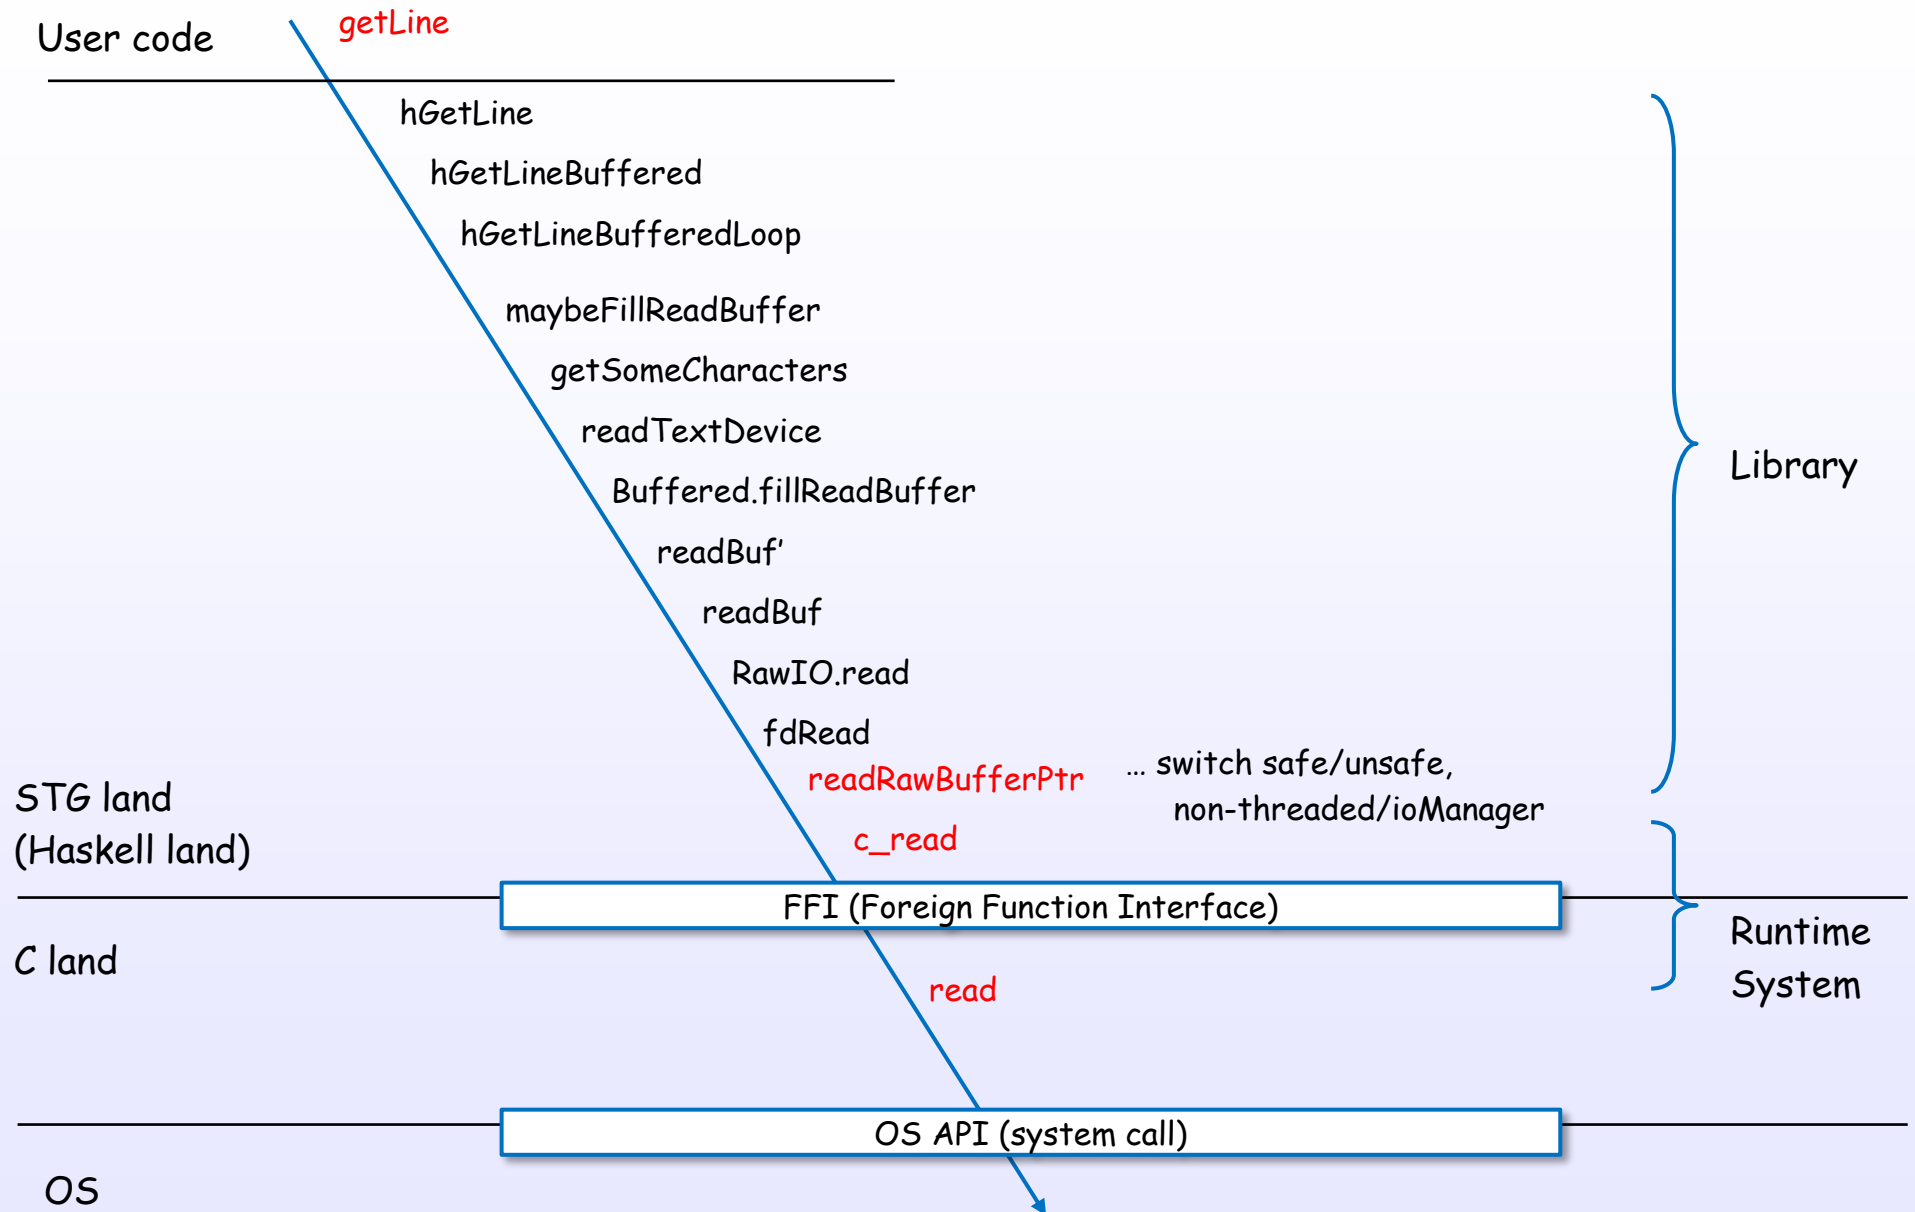 User code
getLine
hGetLine
hGetLineBuffered
hGetLineBufferedLoop
maybeFillReadBuffer
getSomeCharacters
readTextDevice
Library
Buffered.fillReadBuffer
readBuf’
readBuf
RawIO.read
fdRead
readRawBufferPtr
... switch safe/unsafe,
non-threaded/ioManager
STG land
(Haskell land)
c_read
FFI (Foreign Function Interface)
Runtime
System
C land
read
OS API (system call)
OS